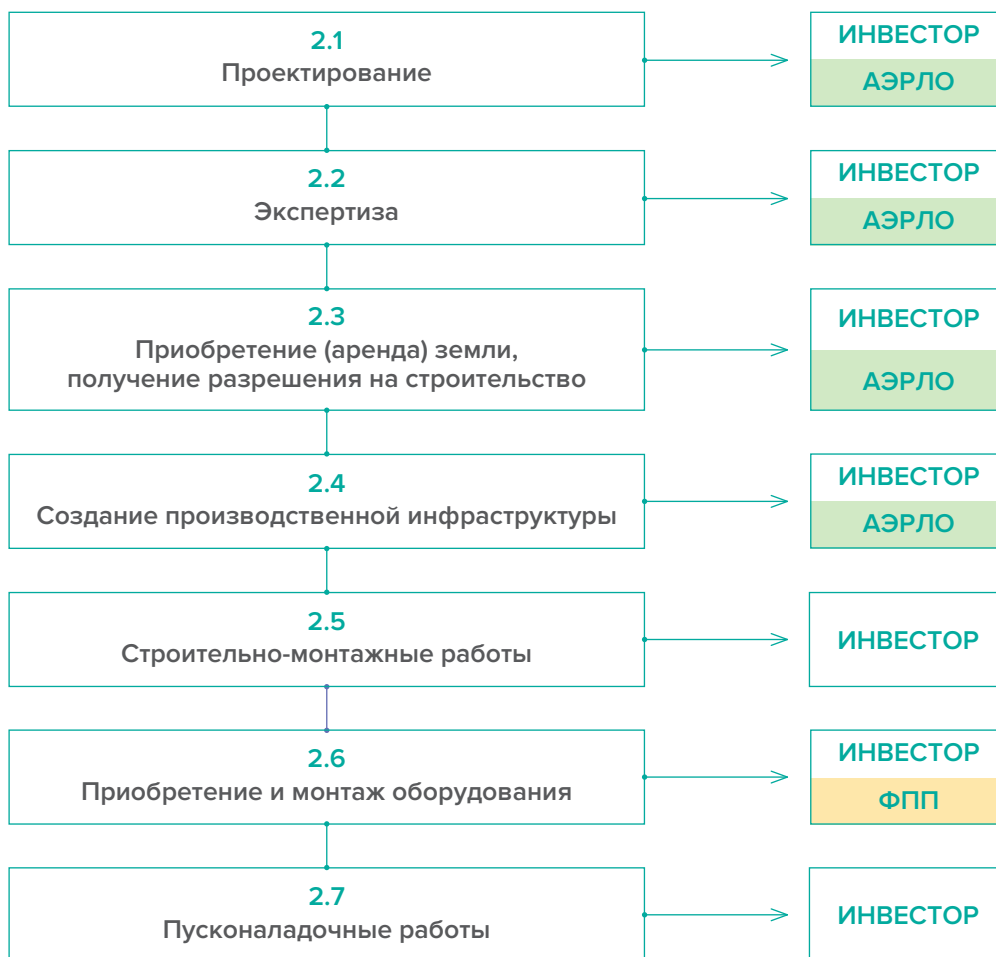 2.1
Проектирование
ИНВЕСТОР
АЭРЛО
2.2
Экспертиза
ИНВЕСТОР
АЭРЛО
2.3
Приобретение (аренда) земли,
получение разрешения на строительство
ИНВЕСТОР
АЭРЛО
2.4
Создание производственной инфраструктуры
ИНВЕСТОР
АЭРЛО
2.5
Строительно-монтажные работы
ИНВЕСТОР
2.6
Приобретение и монтаж оборудования
ИНВЕСТОР
ФПП
2.7
Пусконаладочные работы
ИНВЕСТОР